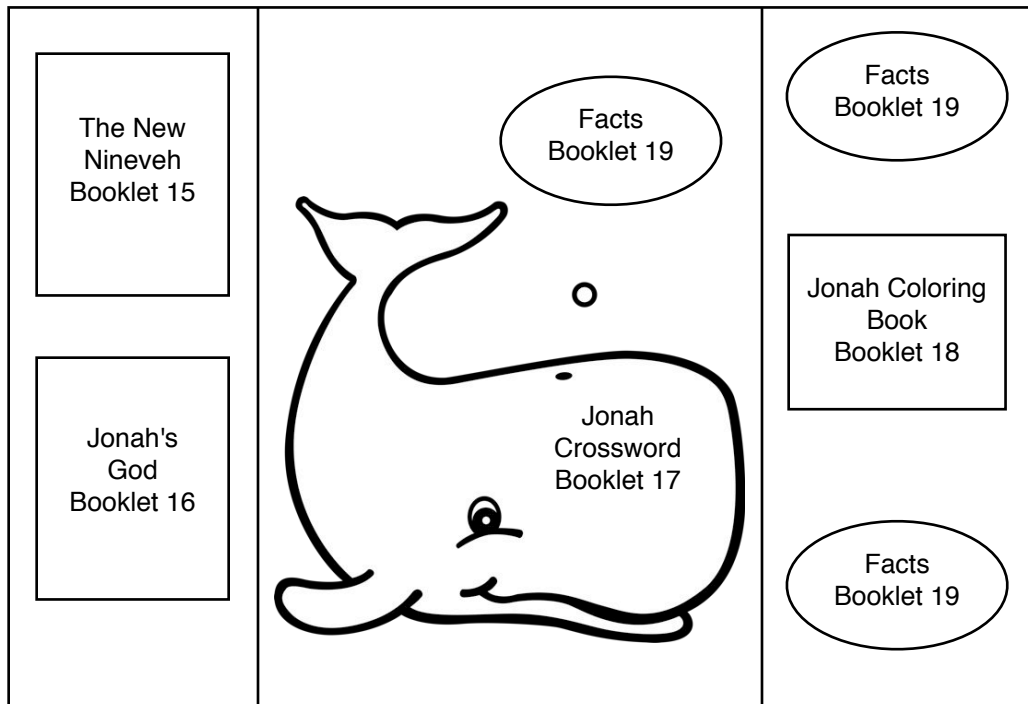 The New
Nineveh
Booklet 15
Jonah's
God
Booklet 16
Facts
Booklet 19
Jonah
Crossword
Booklet 17
Facts
Booklet 19
Jonah Coloring
Book
Booklet 18
Facts
Booklet 19